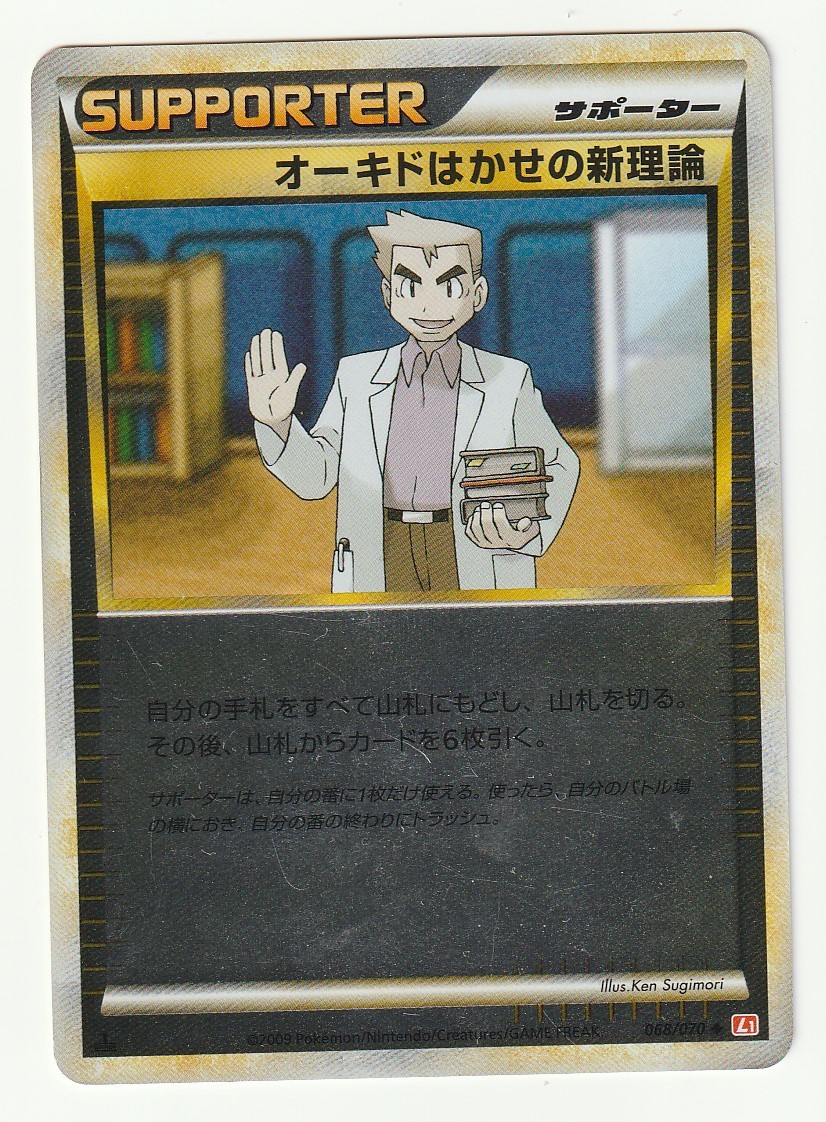 SUPPORTER
サポーター
オーキドはかせの新理論
自分の手札をすべて山札にもどし、山札を切る。
その後、山札からカードを6枚引く。
サポーターは、自分の番に1枚だけ使える。使ったら、自分のバトル場
の横におき、自分の番の終わりにトラッシュ。
Illus.Ken Sugimori
©2009 Pokémon/Nintendo/Creatures/GAME FREAK.
068/070 ◆ L1